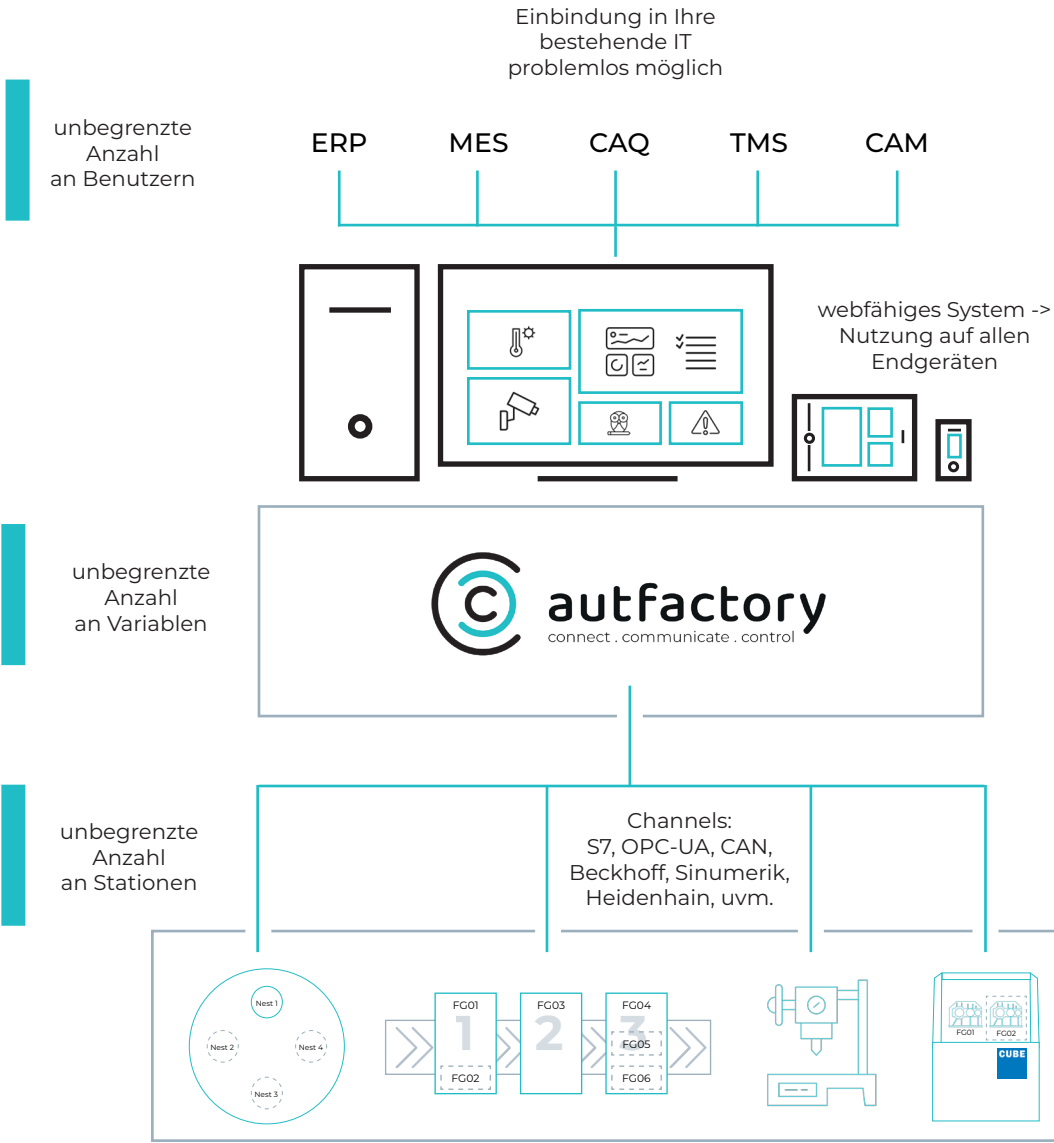 Einbindung in Ihre
bestehende IT
problemlos möglich
unbegrenzte
Anzahl
an Benutzern
ERP MES CAQ TMS CAM
webfähiges System ->
Nutzung auf allen
Endgeräten
unbegrenzte
Anzahl
an Variablen
c autfactory
connect . communicate . control
unbegrenzte
Anzahl
an Stationen
Channels:
S7, OPC-UA, CAN,
Beckhoff, Sinumerik,
Heidenhain, uvm.
Nest 1
Nest 2
Nest 4
Nest 3
FG01
1
FG02
FG03
2
FG04
3
FG05
FG06
FG01 FG02
CUBE